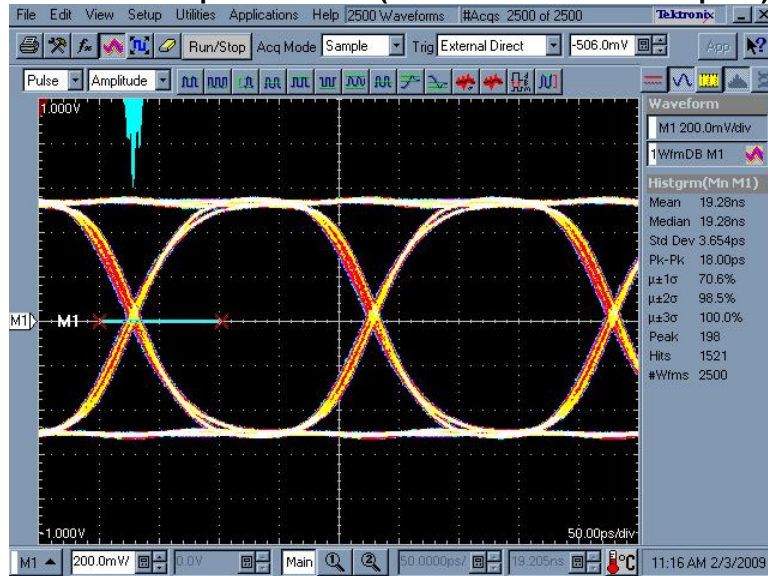 File Edit View Setup Utilities Applications Help 2500 Waveforms #Acqs 2500 of 2500 Tektronix
Run/Stop Acq Mode Sample Trig External Direct -506.0mV App
Pulse Amplitude
1.000V
Waveform
M1 200.0mV/div
1WfmDB M1
Histgrm(Mn M1)
Mean 19.28ns
Median 19.28ns
Std Dev 3.654ps
Pk-Pk 18.00ps
µ±1σ 70.6%
µ±2σ 98.5%
µ±3σ 100.0%
Peak 198
Hits 1521
#Wfms 2500
M1 M1
-1.000V 50.00ps/div
M1 200.0mV/ 0.0V Main 50.0000ps/ 19.205ns °C 11:16 AM 2/3/2009